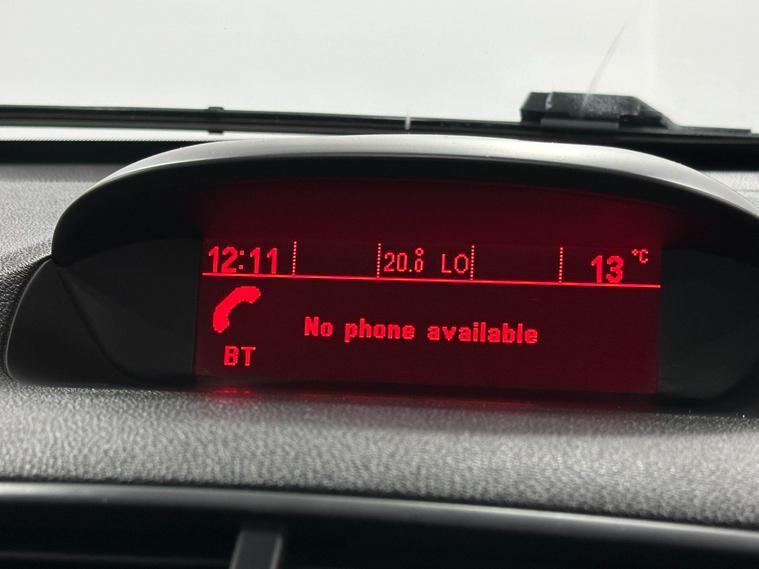 12:11 20.0 LO 13 °C
No phone available
BT